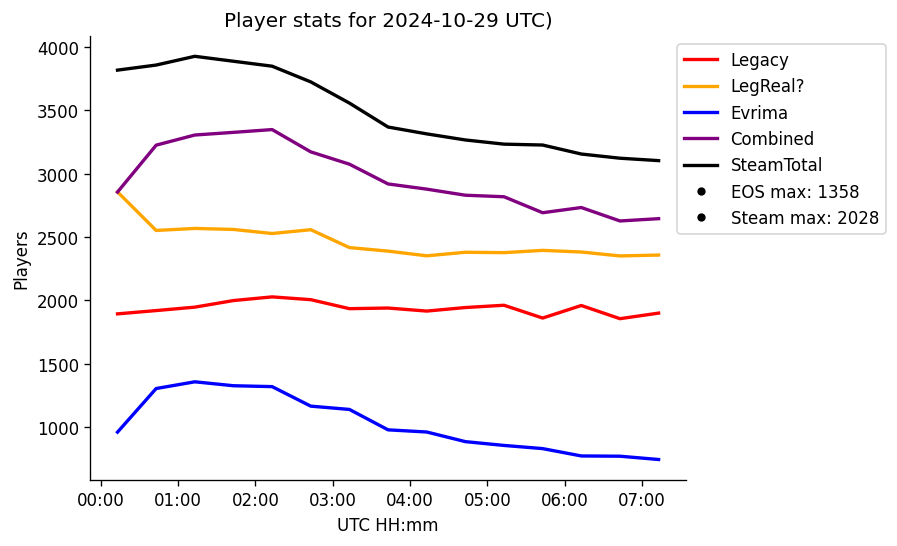 Player stats for 2024-10-29 UTC)
4000
3500
3000
2500
2000
1500
1000
Players
00:00 01:00 02:00 03:00 04:00 05:00 06:00 07:00
UTC HH:mm
Legacy
LegReal?
Evrima
Combined
SteamTotal
EOS max: 1358
Steam max: 2028